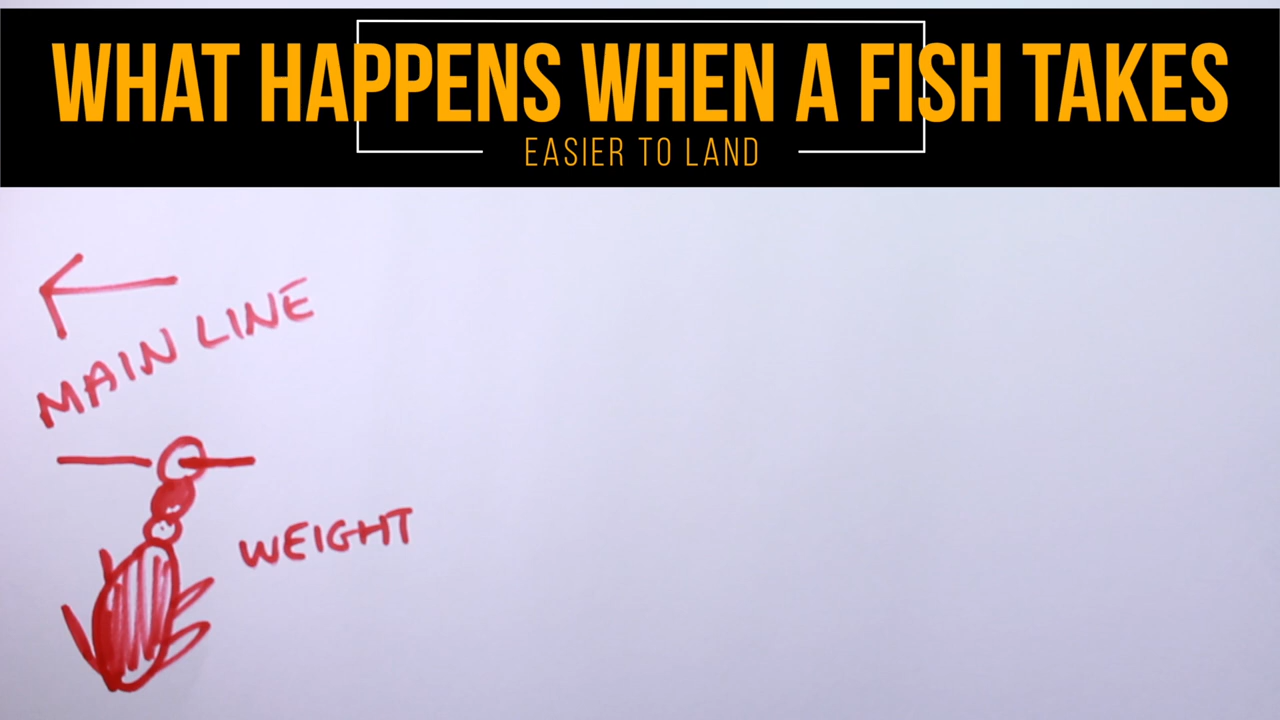 WHAT HAPPENS WHEN A FISH TAKES
EASIER TO LAND
MAIN LINE
WEIGHT